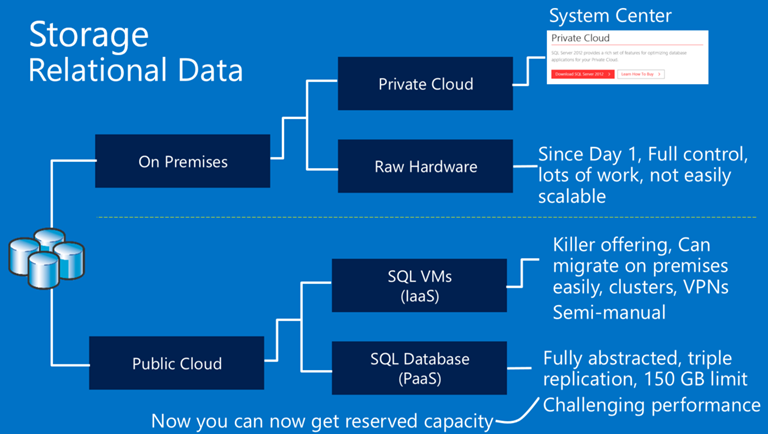 Storage
Relational Data
System Center
Private Cloud
SQL Server 2012 provides a rich set of features for optimizing database
applications for your Private Cloud.
Download SQL Server 2012 >
Learn How To Buy >
Private Cloud
On Premises
Raw Hardware
Since Day 1, Full control,
lots of work, not easily
scalable
SQL VMs
(IaaS)
Killer offering, Can
migrate on premises
easily, clusters, VPNs
Semi-manual
Public Cloud
SQL Database
(PaaS)
Fully abstracted, triple
replication, 150 GB limit
Challenging performance
Now you can now get reserved capacity